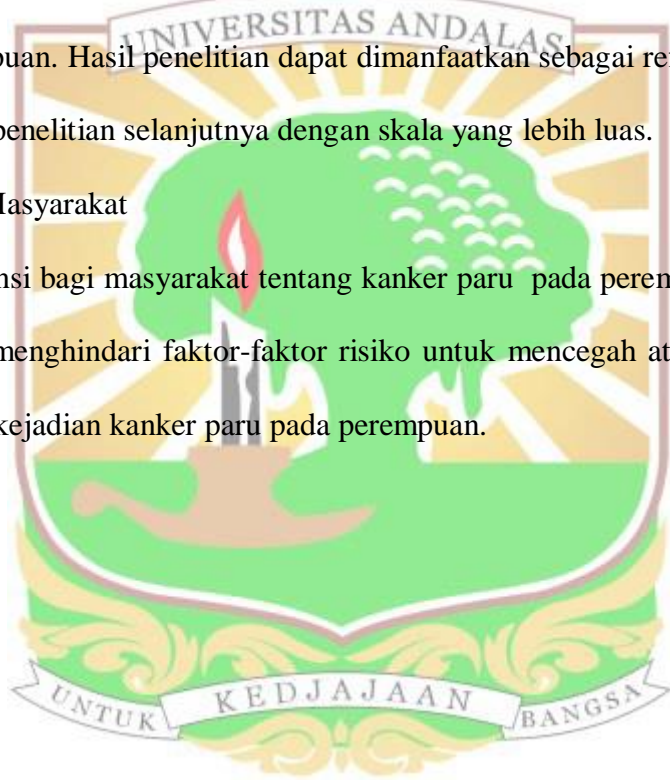 UNIVERSITAS ANDALAS
puan. Hasil penelitian dapat dimanfaatkan sebagai re
penelitian selanjutnya dengan skala yang lebih luas.
Masyarakat
nsi bagi masyarakat tentang kanker paru pada perem
menghindari faktor-faktor risiko untuk mencegah at
kejadian kanker paru pada perempuan.
UNTUK KEDJAJAAN BANGSA